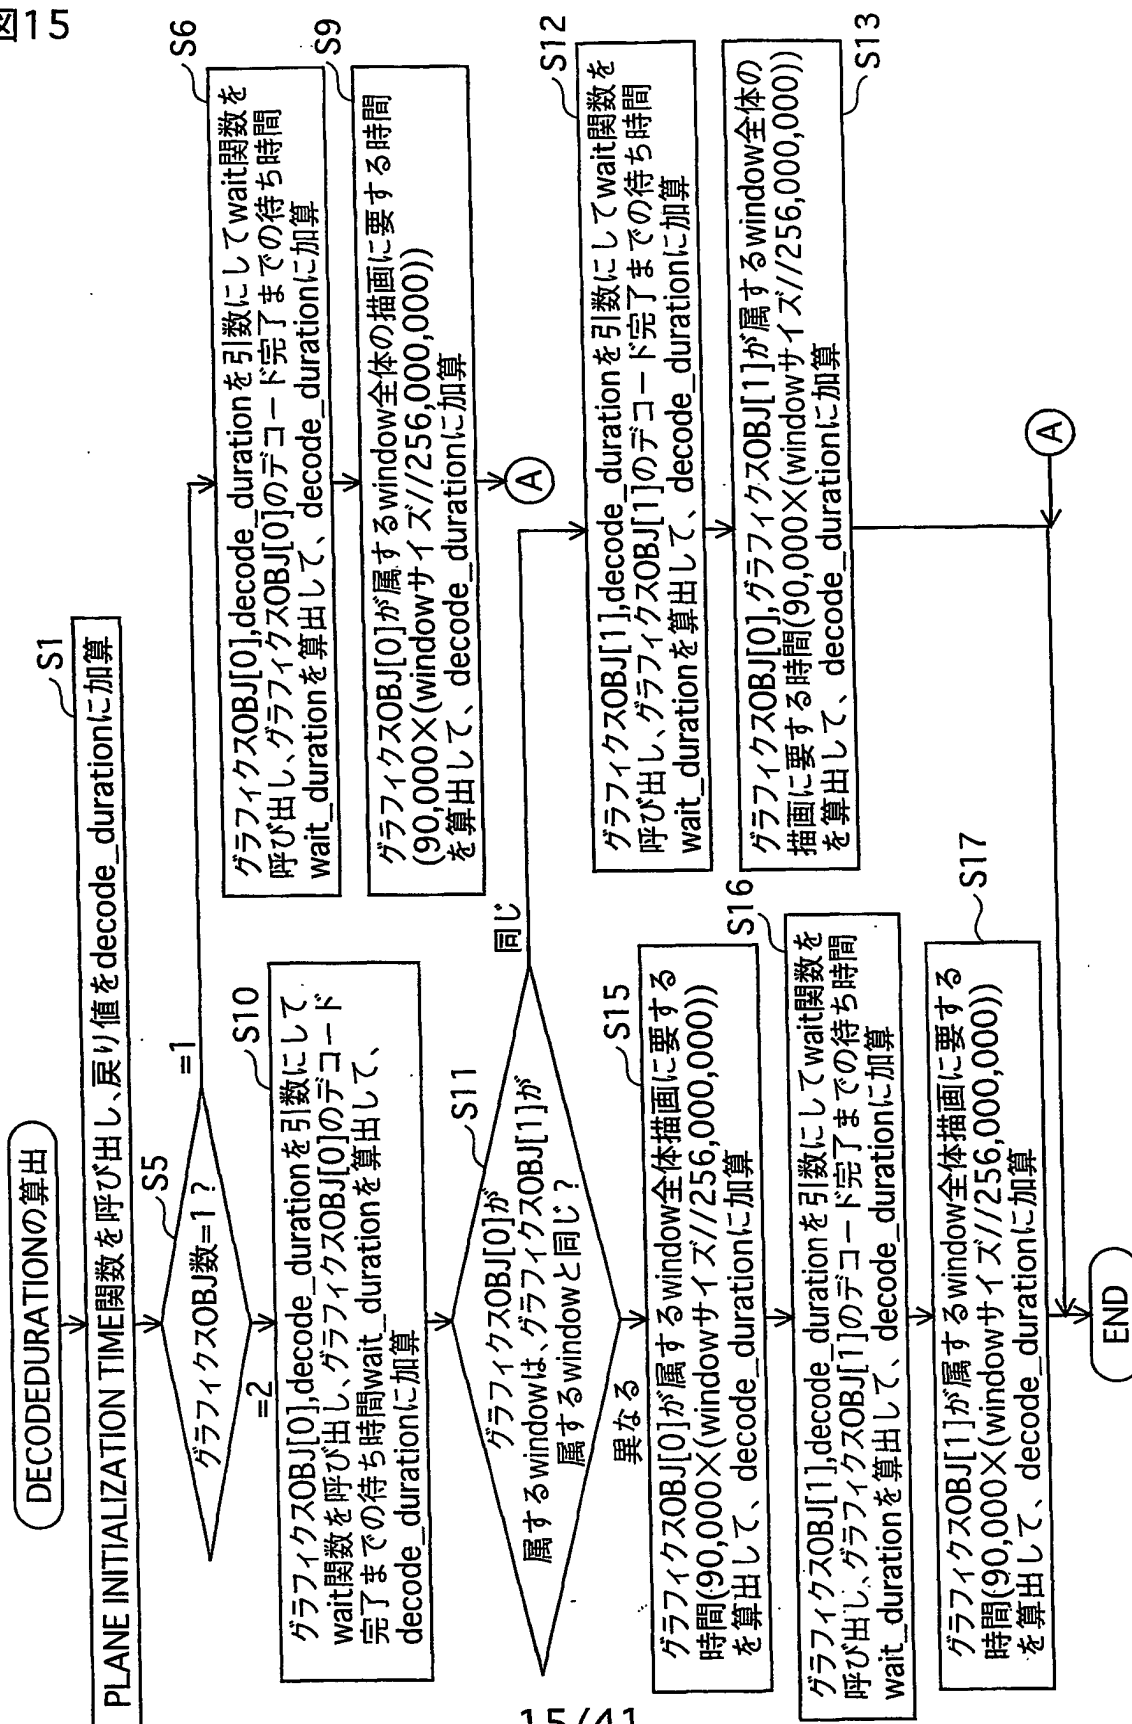 図15
DECODEDURATIONの算出
S1
PLANE INITIALIZATION TIME関数を呼び出し、戻り値をdecode_durationに加算
S5
グラフィクスOBJ数=1?
=1
=2
S6
グラフィクスOBJ[0],decode_durationを引数にしてwait関数を
呼び出し、グラフィクスOBJ[0]のデコード完了までの待ち時間
wait_durationを算出して、decode_durationに加算
S9
グラフィクスOBJ[0]が属するwindow全体の描画に要する時間
(90,000×(windowサイズ//256,000,000))
を算出して、decode_durationに加算
A
S10
グラフィクスOBJ[0],decode_durationを引数にして
wait関数を呼び出し、グラフィクスOBJ[0]のデコード
完了までの待ち時間wait_durationを算出して、
decode_durationに加算
S11
グラフィクスOBJ[0]が
属するwindowは、グラフィクスOBJ[1]が
属するwindowと同じ?
同じ
異なる
S12
グラフィクスOBJ[1],decode_durationを引数にしてwait関数を
呼び出し、グラフィクスOBJ[1]のデコード完了までの待ち時間
wait_durationを算出して、decode_durationに加算
S13
グラフィクスOBJ[0],グラフィクスOBJ[1]が属するwindow全体の
描画に要する時間(90,000×(windowサイズ//256,000,000))
を算出して、decode_durationに加算
S15
グラフィクスOBJ[0]が属するwindow全体描画に要する
時間(90,000×(windowサイズ//256,000,000))
を算出して、decode_durationに加算
S16
グラフィクスOBJ[1],decode_durationを引数にしてwait関数を
呼び出し、グラフィクスOBJ[1]のデコード完了までの待ち時間
wait_durationを算出して、decode_durationに加算
S17
グラフィクスOBJ[1]が属するwindow全体描画に要する
時間(90,000×(windowサイズ//256,000,000))
を算出して、decode_durationに加算
A
END
15/41